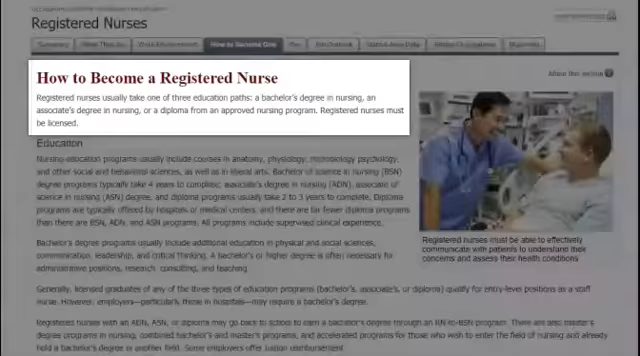 Registered Nurses
Summary
What They Do
Work Environment
How to Become One
Pay
Job Outlook
State & Area Data
Similar Occupations
More Info
How to Become a Registered Nurse
About this section
Registered nurses usually take one of three education paths: a bachelor's degree in nursing, an
associate's degree in nursing, or a diploma from an approved nursing program. Registered nurses must
be licensed.
Education
Nursing education programs usually include courses in anatomy, physiology, microbiology psychology,
and other social and behavioral sciences, as well as in liberal arts. Bachelor of science in nursing (BSN)
degree programs typically take 4 years to complete; associate's degree in nursing (ADN), associate of
science in nursing (ASN) degree, and diploma programs usually take 2 to 3 years to complete. Diploma
programs are typically offered by hospitals or medical centers, and there are far fewer diploma programs
than there are BSN, ADN, and ASN programs. All programs include supervised clinical experience.
Registered nurses must be able to effectively
communicate with patients to understand their
concerns and assess their health conditions
Bachelor's degree programs usually include additional education in physical and social sciences,
communication, leadership, and critical thinking. A bachelor's or higher degree is often necessary for
administrative positions, research, consulting, and teaching.
Generally, licensed graduates of any of the three types of education programs (bachelor's, associate's, or diploma) qualify for entry-level positions as a staff
nurse. However, employers—particularly, those in hospitals—may require a bachelor's degree.
Registered nurses with an ADN, ASN, or diploma may go back to school to earn a bachelor's degree through an RN-to-BSN program. There are also master's
degree programs in nursing, combined bachelor's and master's programs, and accelerated programs for those who wish to enter the field of nursing and already
hold a bachelor's degree in another field. Some employers offer tuition reimbursement